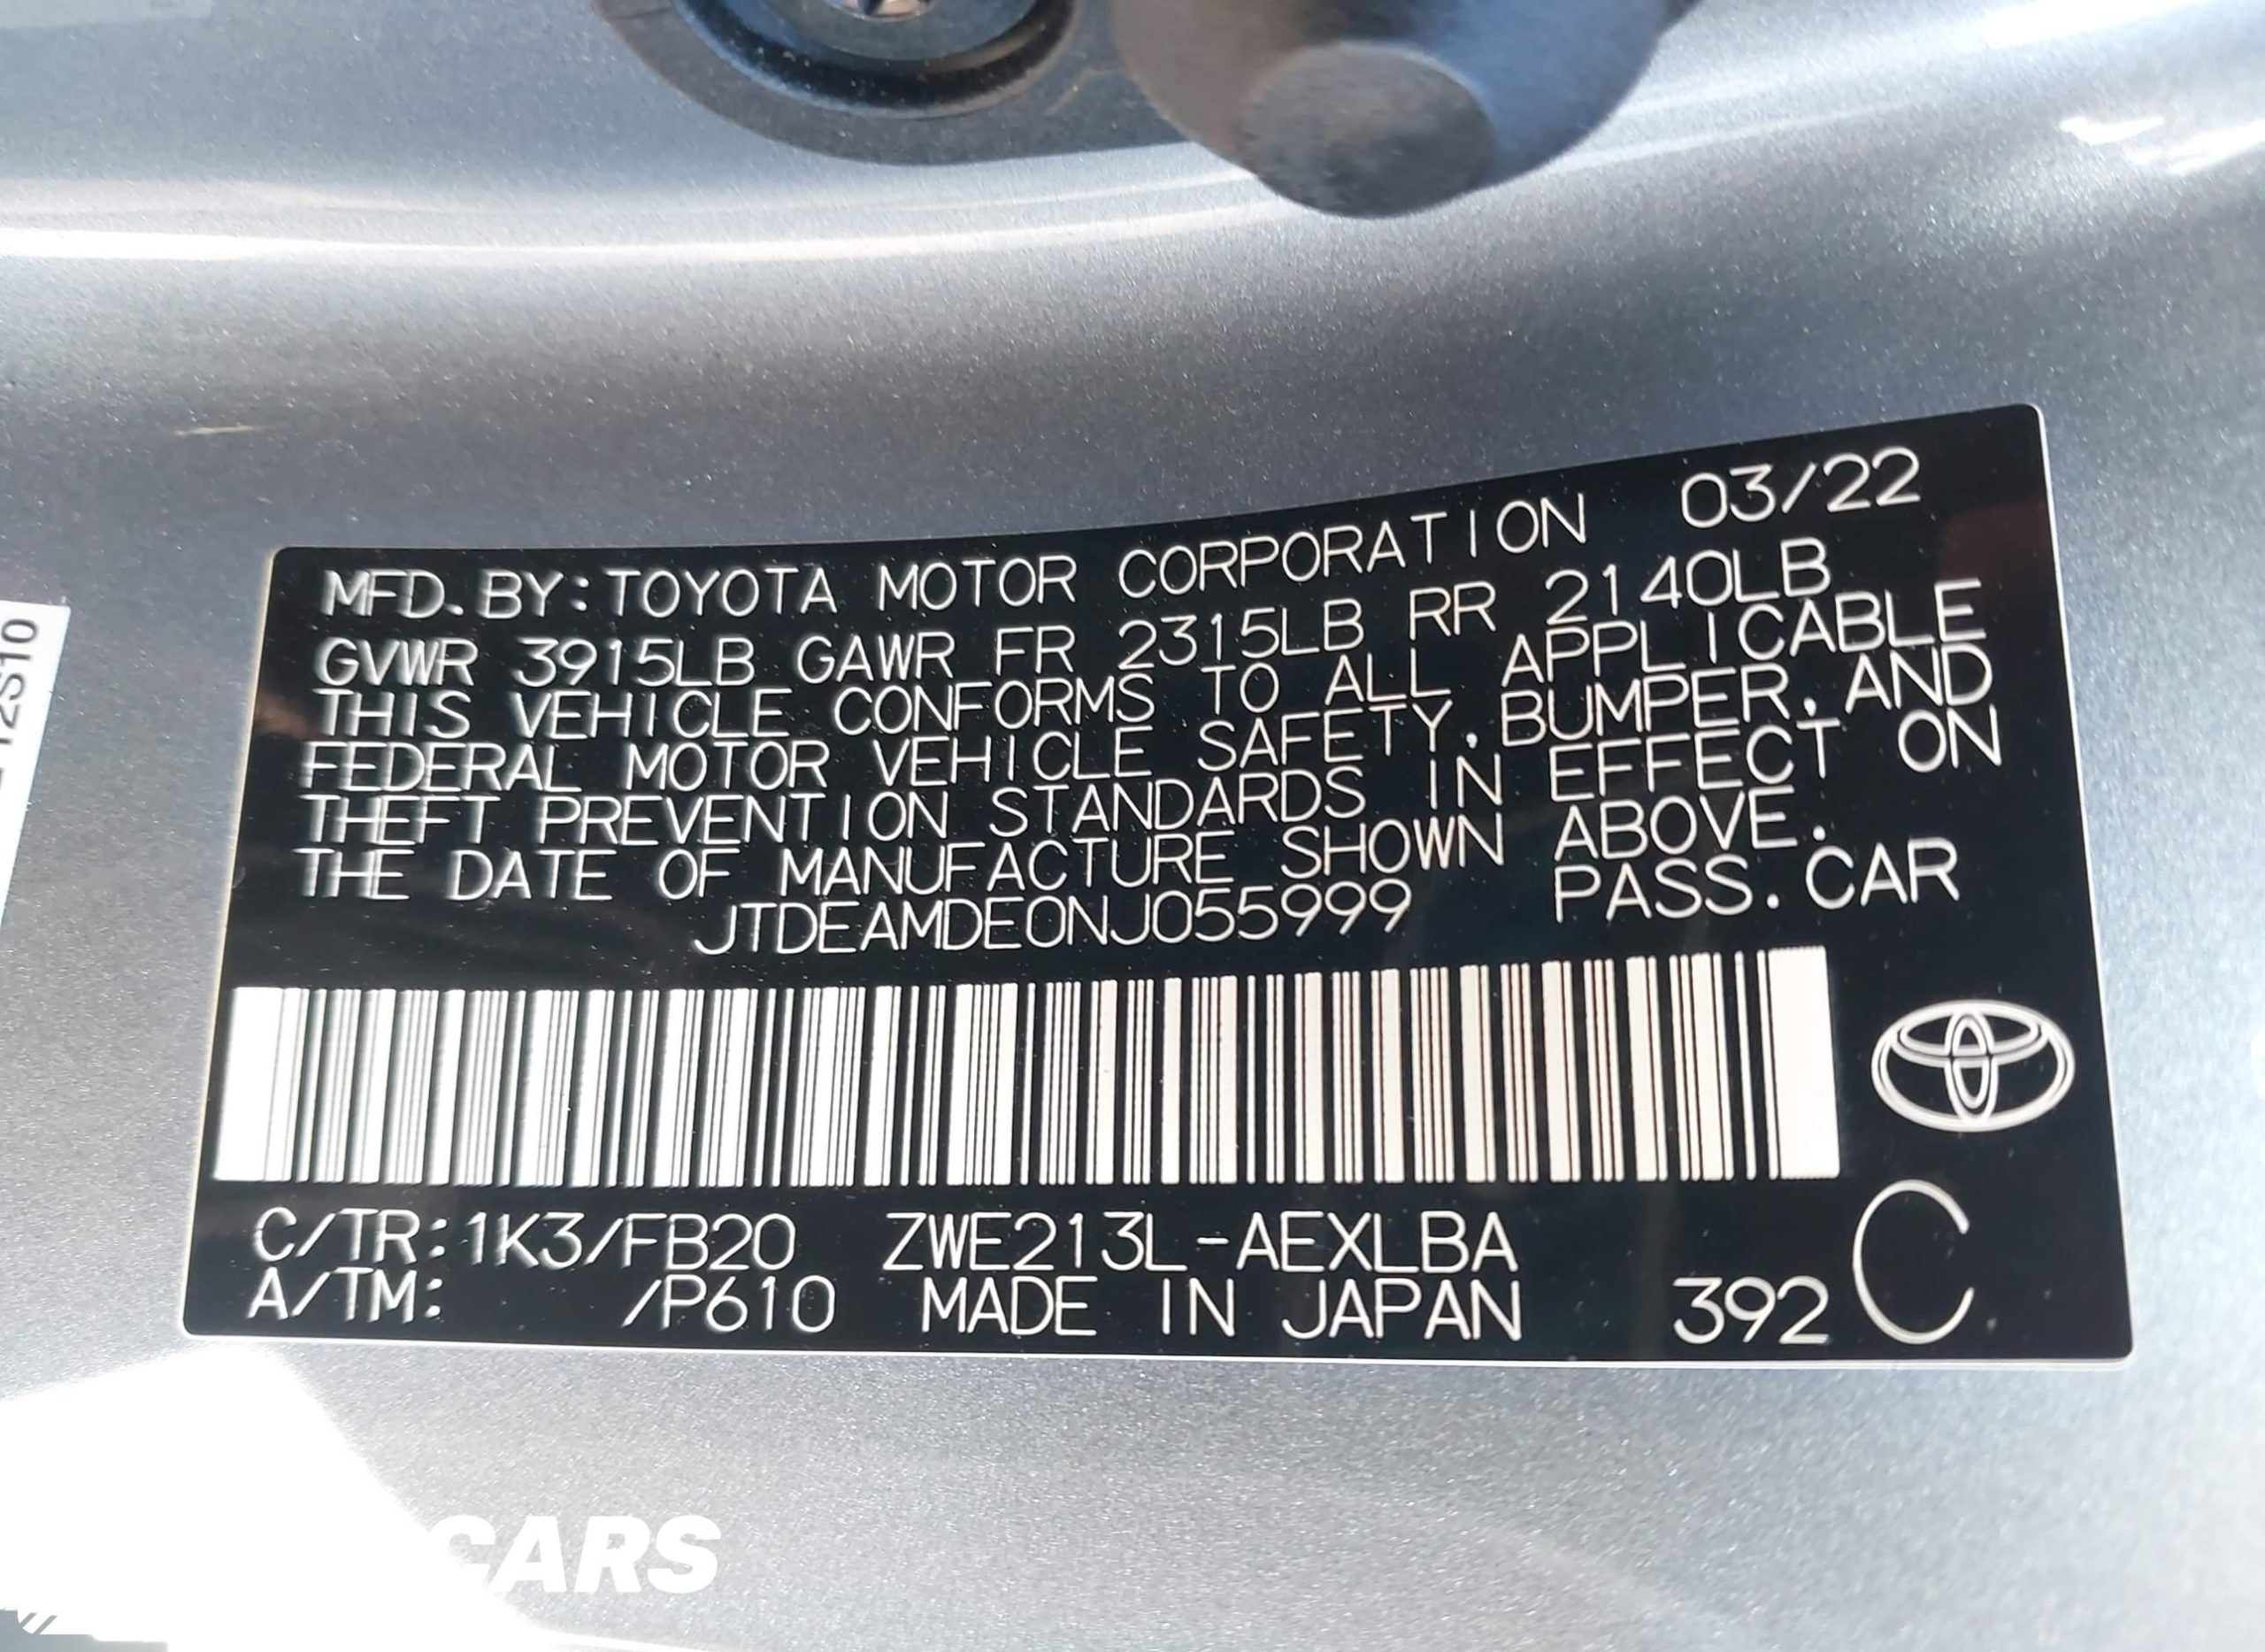 MFD. BY: TOYOTA MOTOR CORPORATION 03/22
GVWR 3915LB GAWR FR 2315LB RR 2140LB
THIS VEHICLE CONFORMS TO ALL APPLICABLE
FEDERAL MOTOR VEHICLE SAFETY, BUMPER, AND
THEFT PREVENTION STANDARDS IN EFFECT ON
THE DATE OF MANUFACTURE SHOWN ABOVE.
JTDEAMDE0NJ055999 PASS. CAR
C/TR: 1K3/FB20 ZWE213L-AEXLBA
A/TM: /P610 MADE IN JAPAN 392 C
12S10
CARS